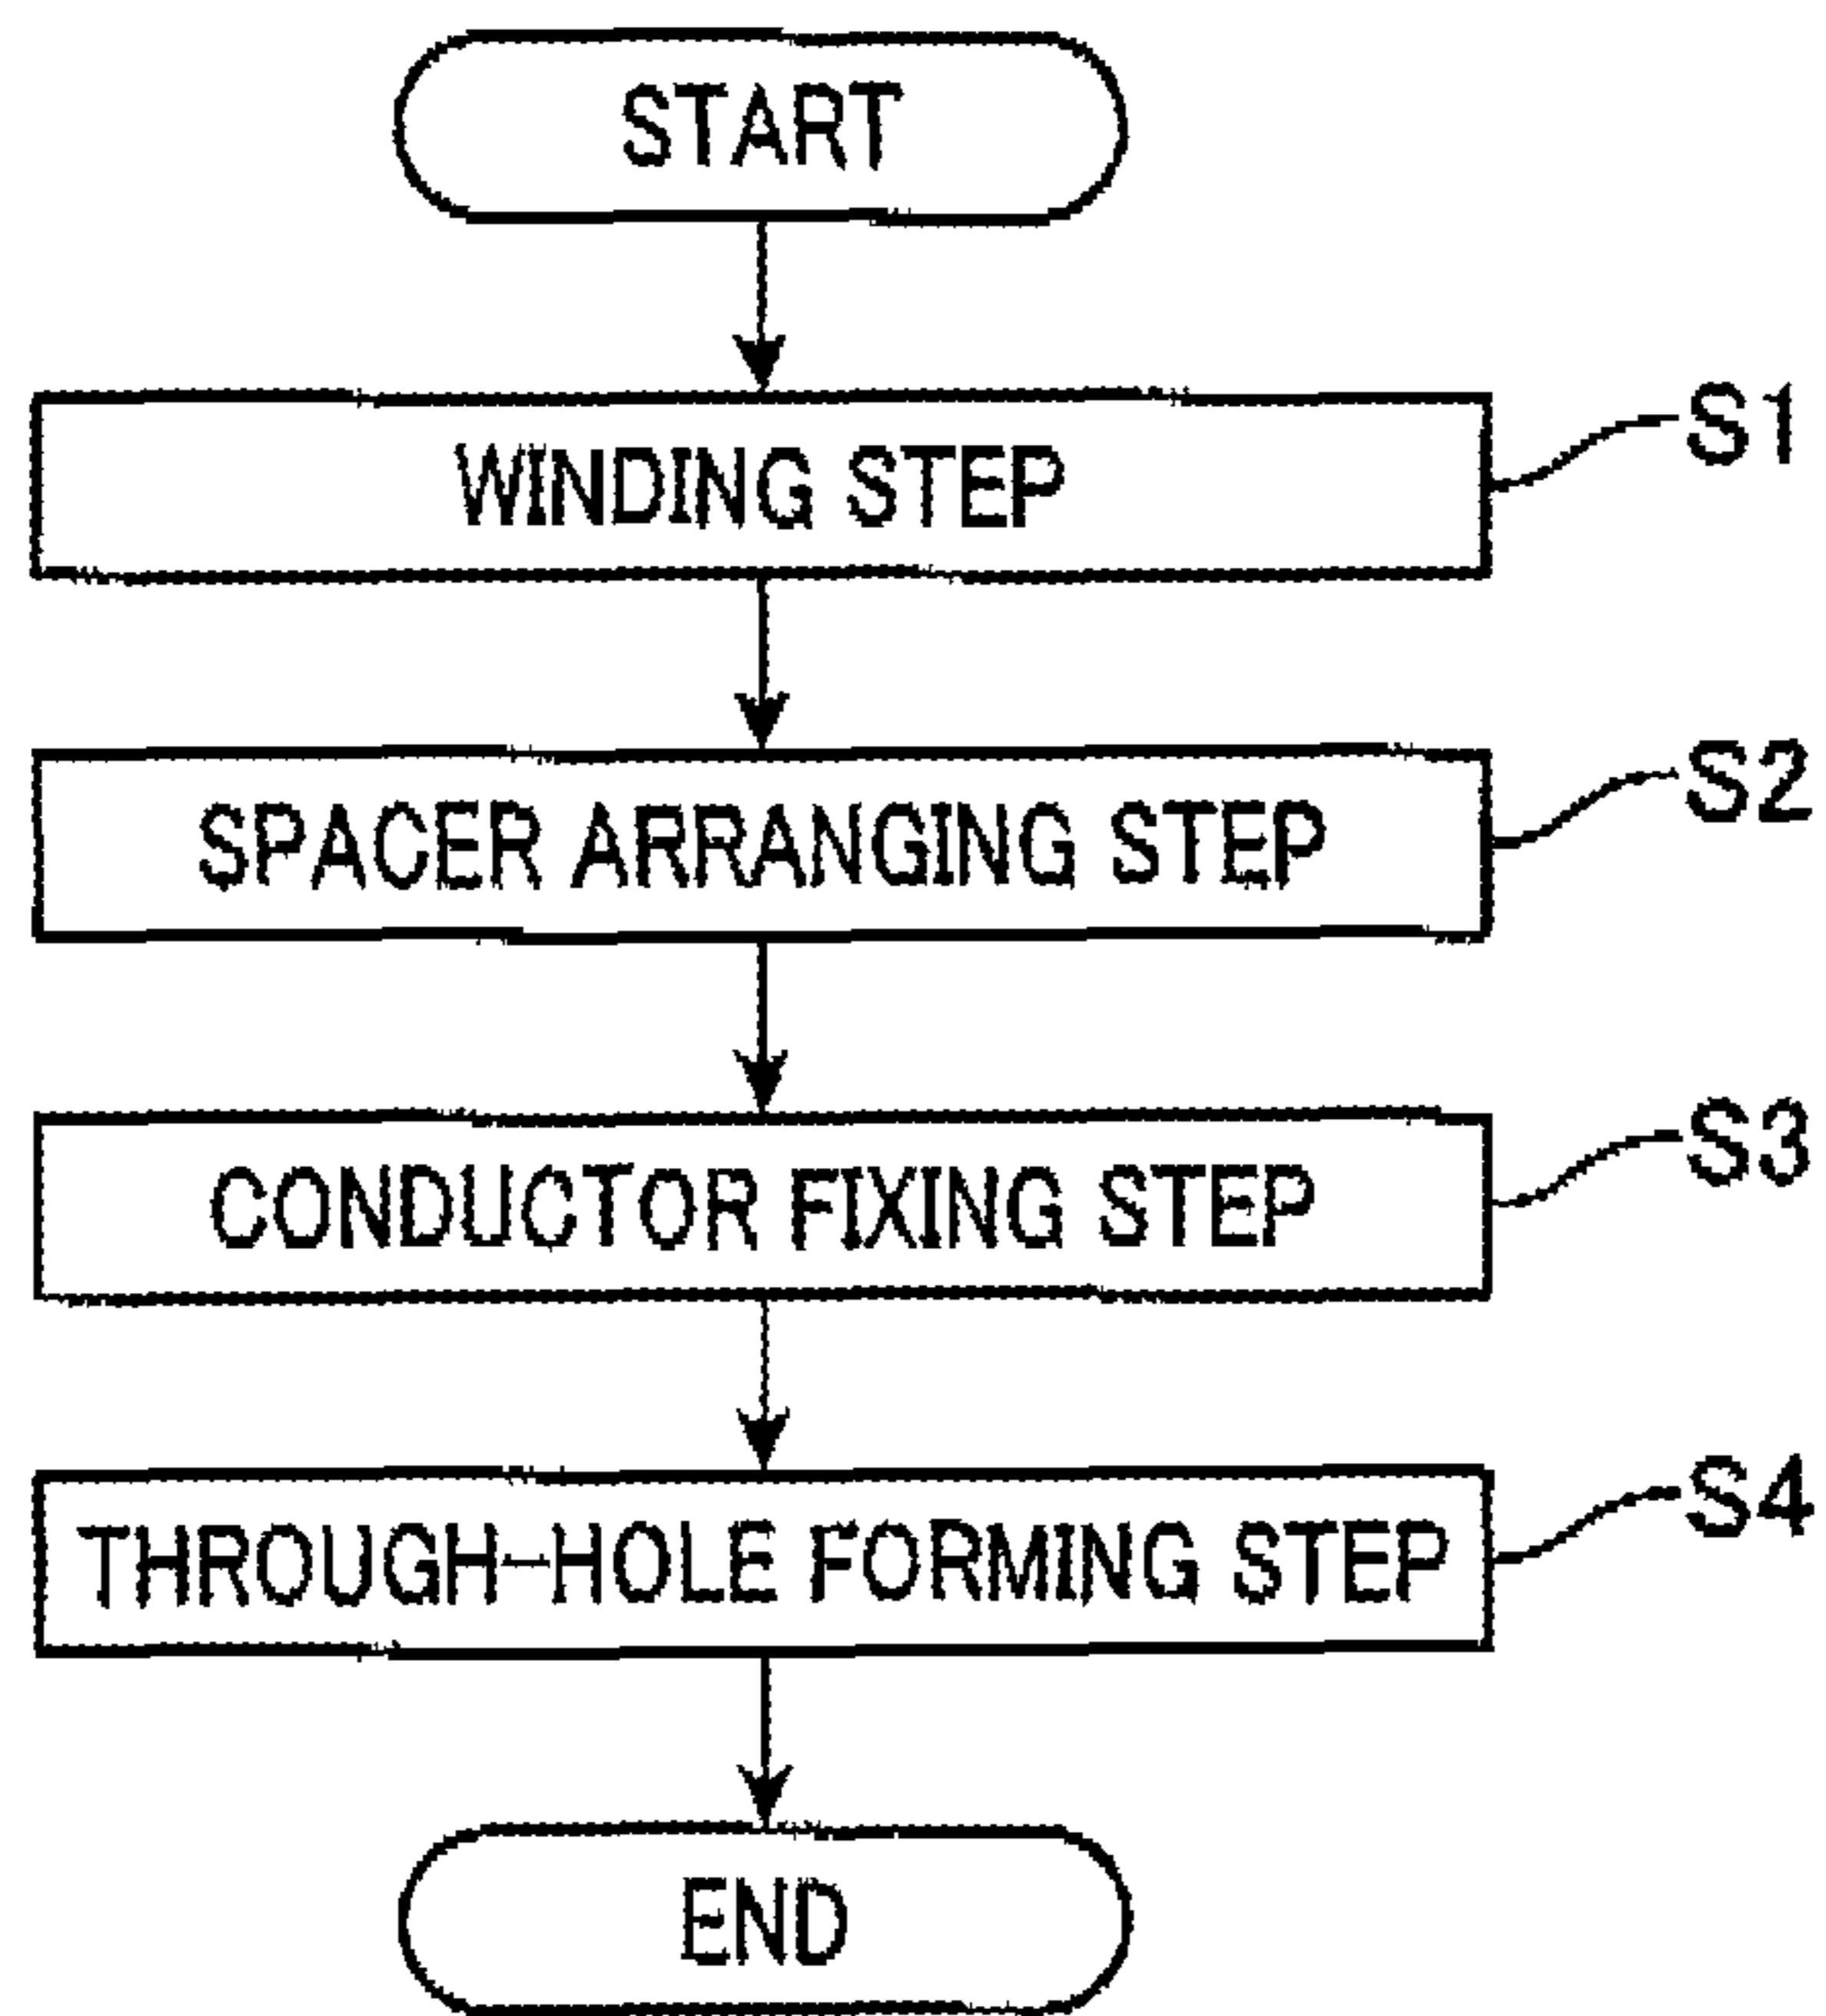 START
WINDING STEP
S1
SPACER ARRANGING STEP
S2
CONDUCTOR FIXING STEP
S3
THROUGH-HOLE FORMING STEP
S4
END